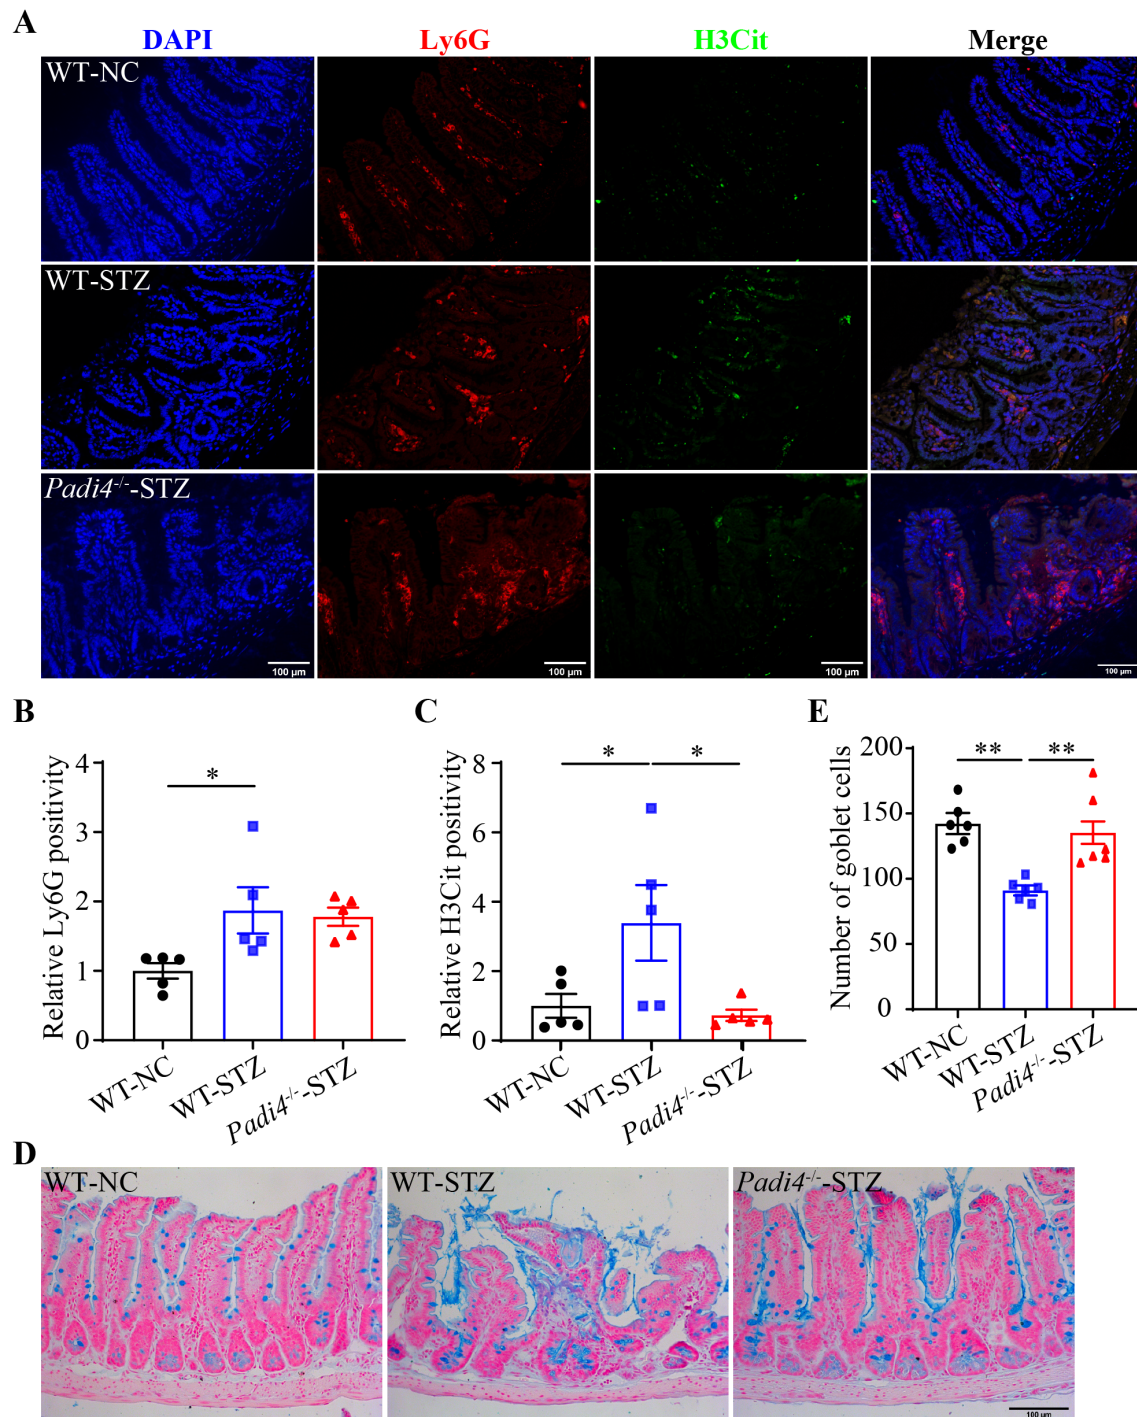 A
DAPI Ly6G H3Cit Merge
WT-NC
WT-STZ
Padi4-/--STZ
100 μm 100 μm 100 μm 100 μm
B C E
Relative Ly6G positivity
4
3
2
1
0
*
WT-NC WT-STZ Padi4-/--STZ
Relative H3Cit positivity
8
6
4
2
0
* *
WT-NC WT-STZ Padi4-/--STZ
Number of goblet cells
200
150
100
50
0
** **
WT-NC WT-STZ Padi4-/--STZ
D
WT-NC WT-STZ Padi4-/--STZ
100 μm